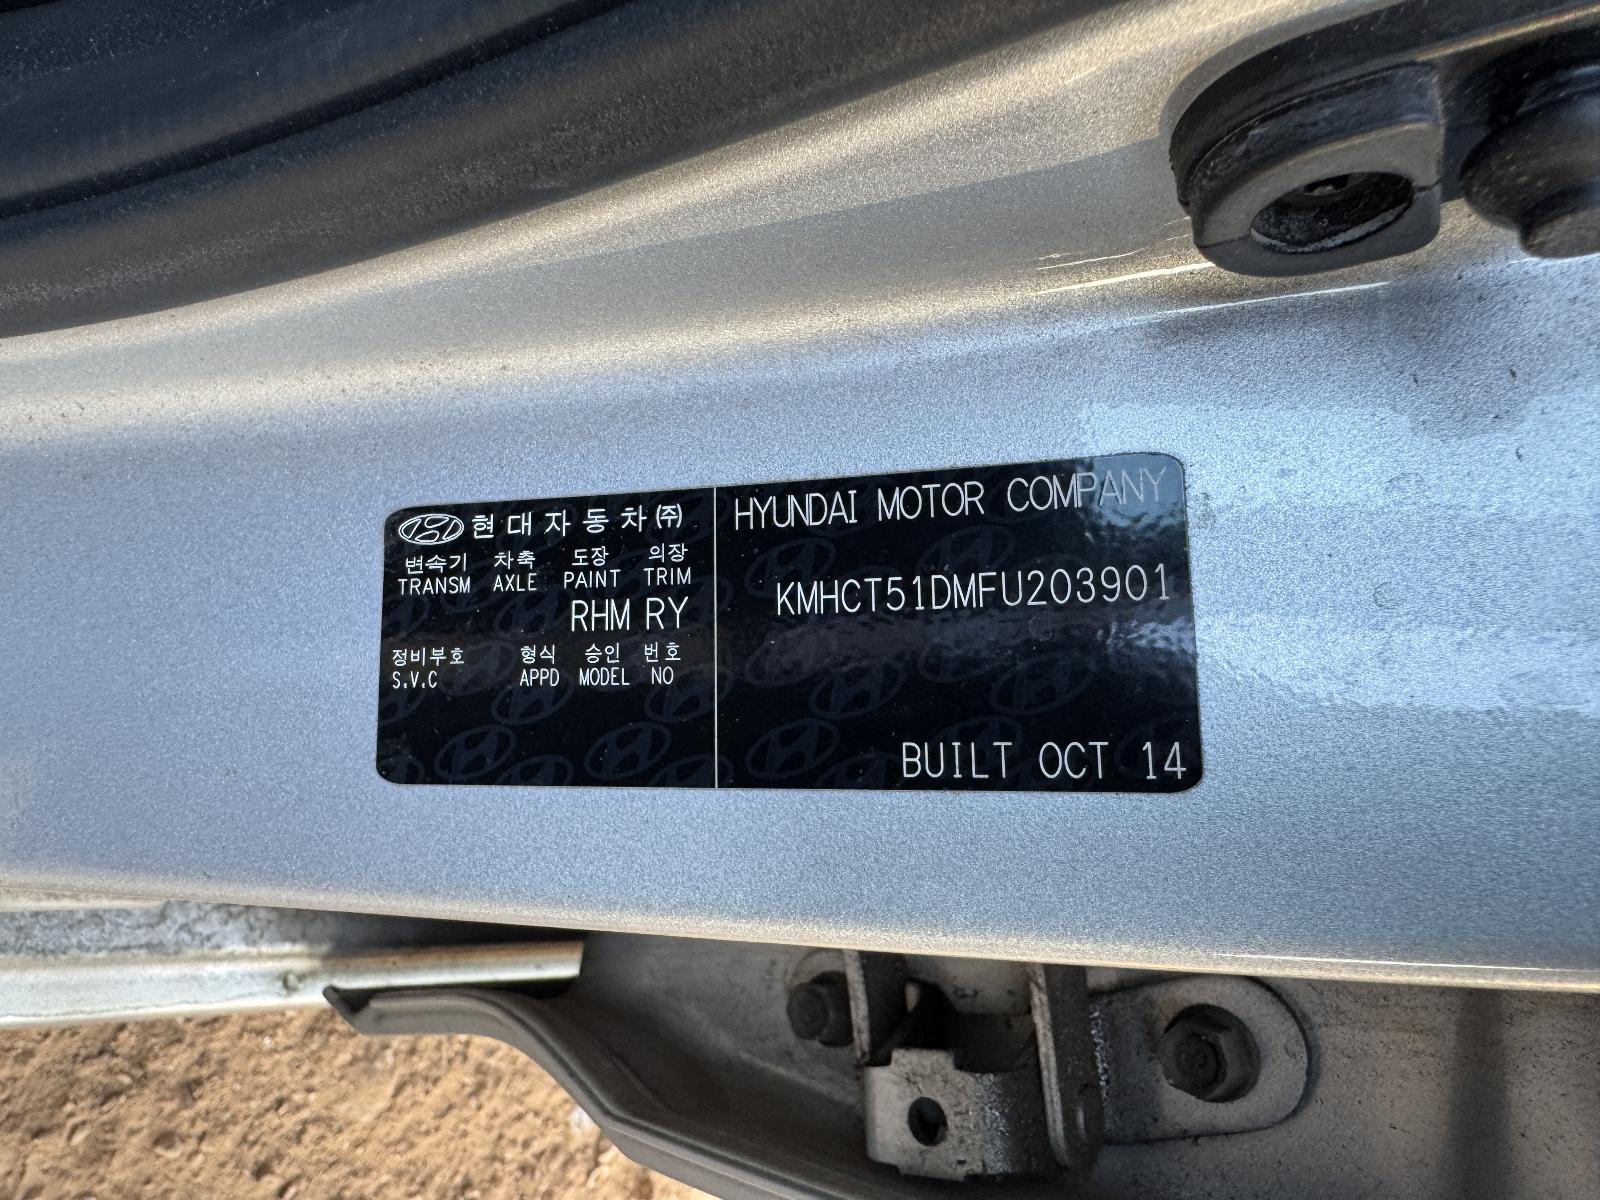 현대자동차㈜
변속기 차축 도장 의장
TRANSM AXLE PAINT TRIM
RHM RY
정비부호 형식 승인 번호
S.V.C APPD MODEL NO
HYUNDAI MOTOR COMPANY
KMHCT51DMFU203901
BUILT OCT 14